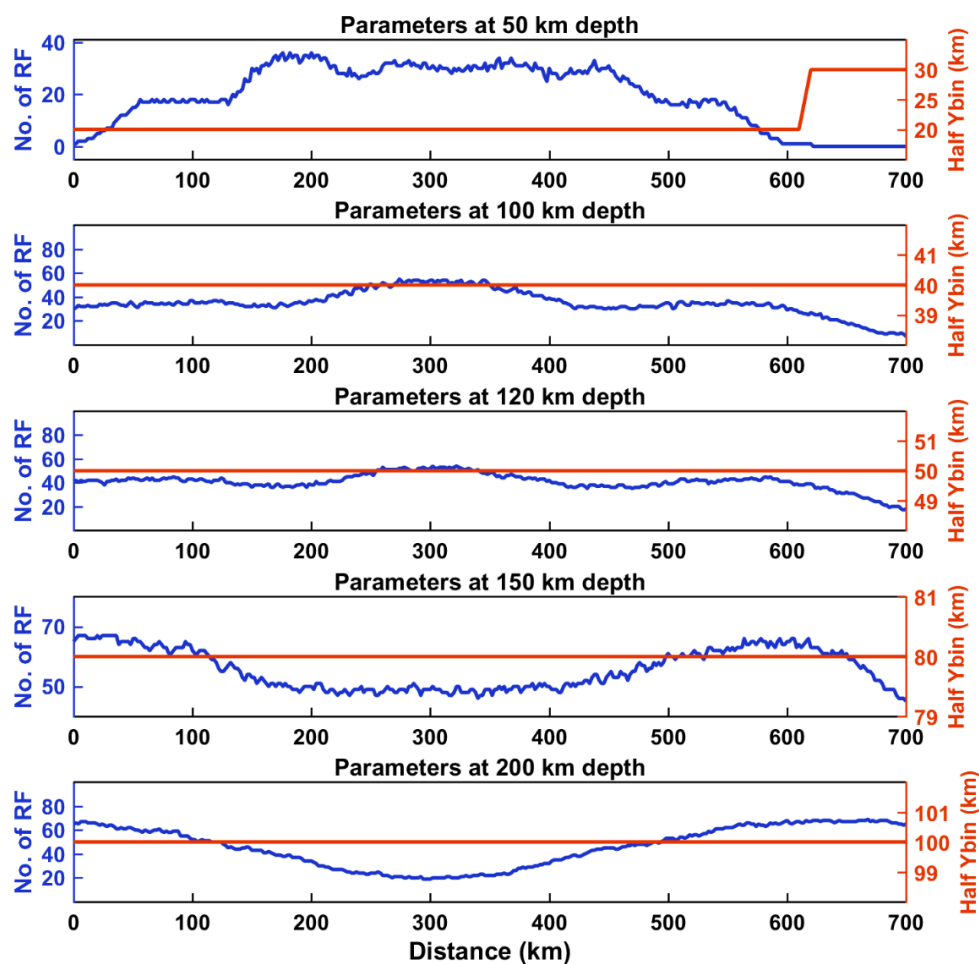 Parameters at 50 km depth
No. of RF
40
20
0
Half Ybin (km)
30
25
20
0 100 200 300 400 500 600 700
Parameters at 100 km depth
No. of RF
80
60
40
20
Half Ybin (km)
41
40
39
0 100 200 300 400 500 600 700
Parameters at 120 km depth
No. of RF
80
60
40
20
Half Ybin (km)
51
50
49
0 100 200 300 400 500 600 700
Parameters at 150 km depth
No. of RF
70
50
Half Ybin (km)
81
80
79
0 100 200 300 400 500 600 700
Parameters at 200 km depth
No. of RF
80
60
40
20
Half Ybin (km)
101
100
99
0 100 200 300 400 500 600 700
Distance (km)